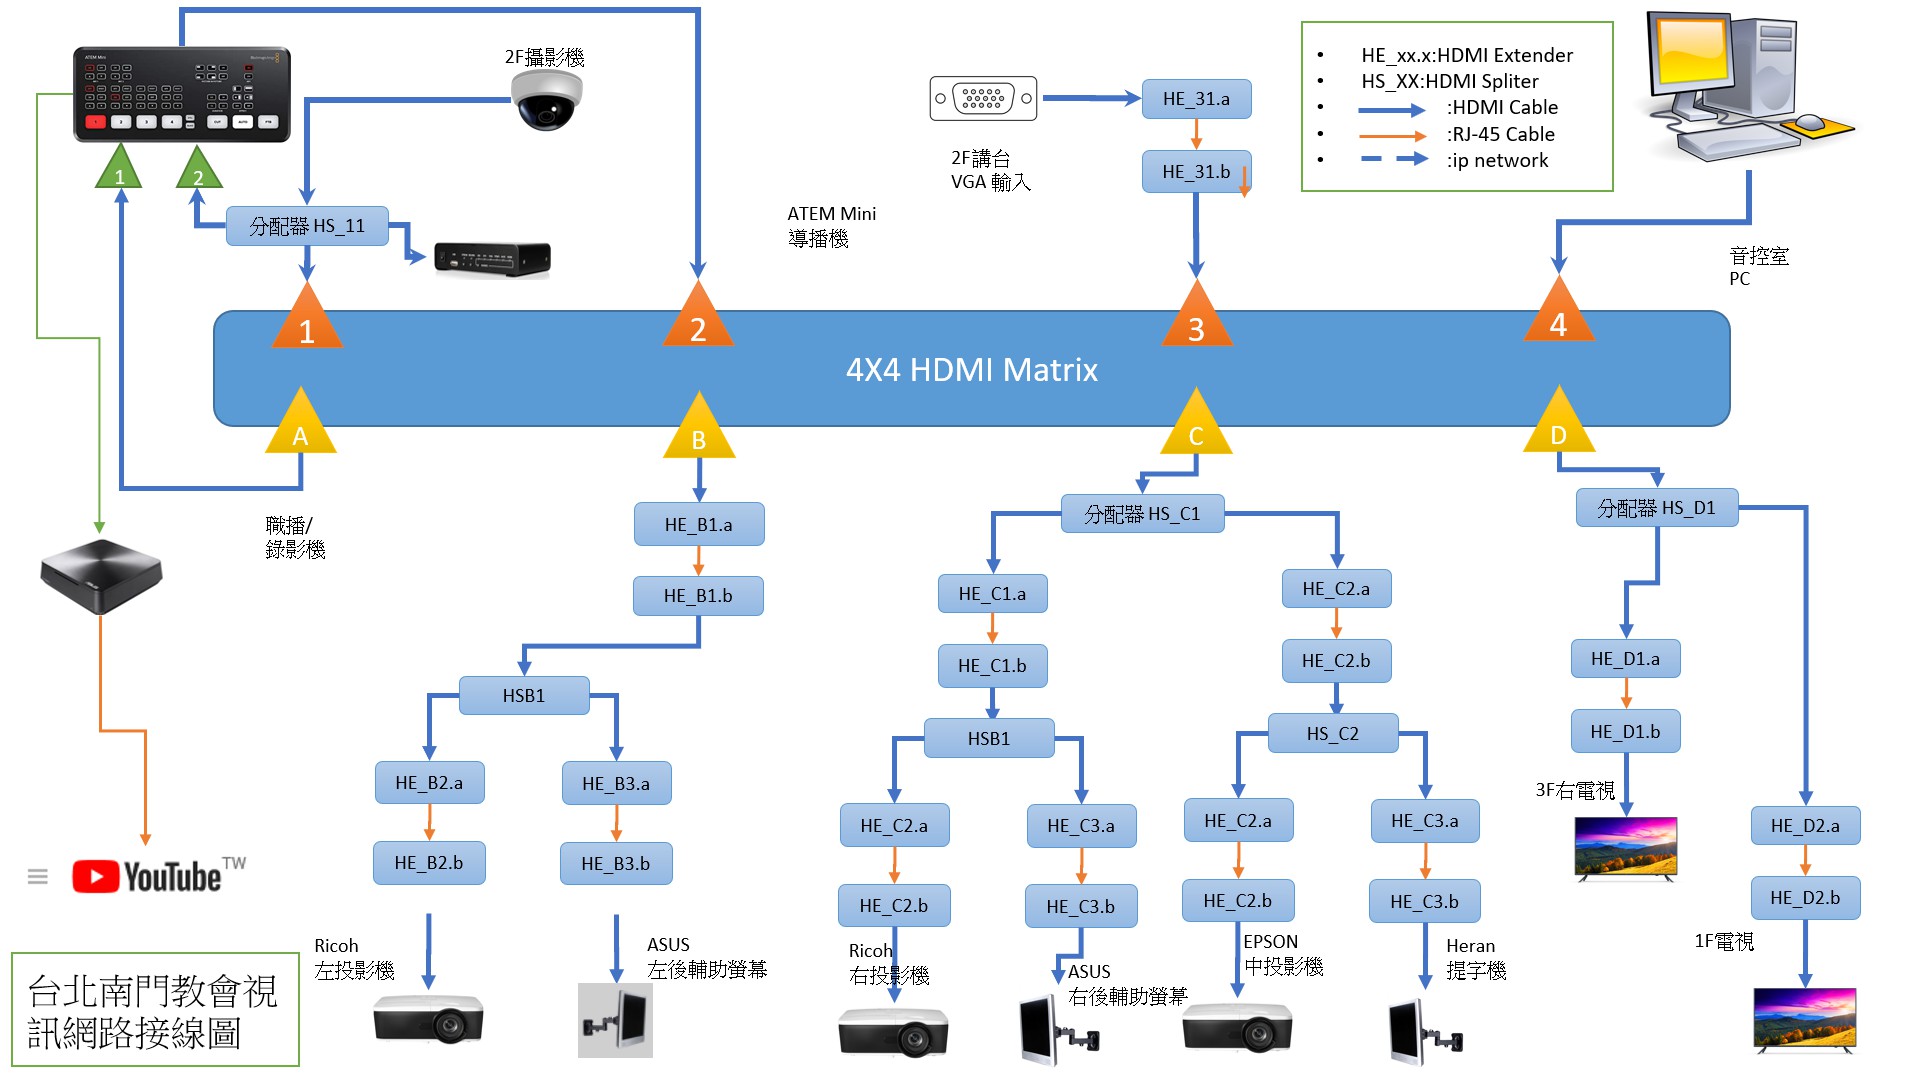 ATEM Mini
1
2
2F攝影機
分配器 HS_11
2F講台
VGA 輸入
HE_31.a
HE_31.b
ATEM Mini
導播機
• HE_xx.x:HDMI Extender
• HS_XX:HDMI Spliter
• :HDMI Cable
• :RJ-45 Cable
• :ip network
音控室
PC
1
2
3
4
4X4 HDMI Matrix
A
B
C
D
職播/
錄影機
HE_B1.a
HE_B1.b
HSB1
HE_B2.a
HE_B2.b
HE_B3.a
HE_B3.b
Ricoh
左投影機
ASUS
左後輔助螢幕
分配器 HS_C1
HE_C1.a
HE_C1.b
HSB1
HE_C2.a
HE_C2.b
HE_C3.a
HE_C3.b
Ricoh
右投影機
ASUS
右後輔助螢幕
HE_C2.a
HE_C2.b
HS_C2
HE_C2.a
HE_C2.b
HE_C3.a
HE_C3.b
EPSON
中投影機
Heran
提字機
分配器 HS_D1
HE_D1.a
HE_D1.b
3F右電視
HE_D2.a
HE_D2.b
1F電視
YouTube TW
台北南門教會視
訊網路接線圖